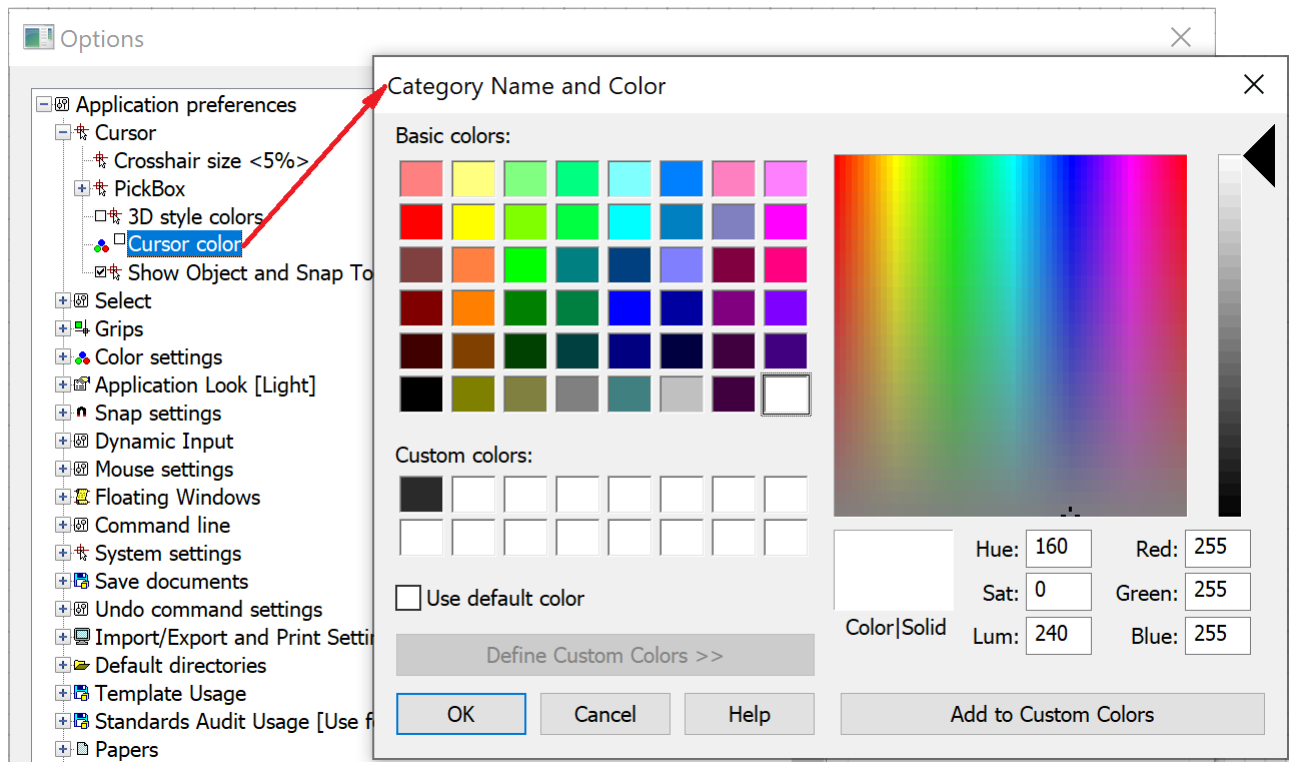 Options
Application preferences
Cursor
Crosshair size <5%>
PickBox
3D style colors
Cursor color
Show Object and Snap To
Select
Grips
Color settings
Application Look [Light]
Snap settings
Dynamic Input
Mouse settings
Floating Windows
Command line
System settings
Save documents
Undo command settings
Import/Export and Print Settin
Default directories
Template Usage
Standards Audit Usage [Use f
Papers
Category Name and Color
Basic colors:
Custom colors:
Use default color
Define Custom Colors >>
OK Cancel Help
Color|Solid
Hue: 160 Red: 255
Sat: 0 Green: 255
Lum: 240 Blue: 255
Add to Custom Colors